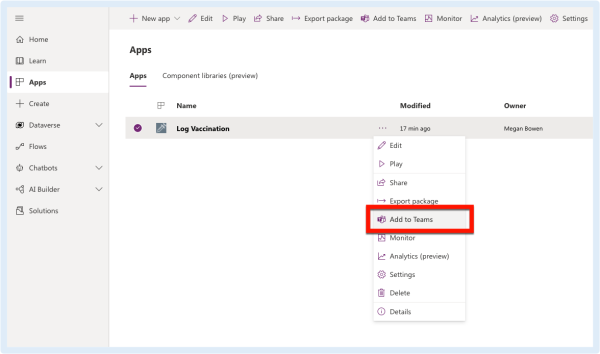 New app Edit Play Share Export package Add to Teams Monitor Analytics (preview) Settings
Home
Learn
Apps
Create
Dataverse
Flows
Chatbots
AI Builder
Solutions
Apps
Apps Component libraries (preview)
Name Modified Owner
Log Vaccination ... 17 min ago Megan Bowen
Edit
Play
Share
Export package
Add to Teams
Monitor
Analytics (preview)
Settings
Delete
Details